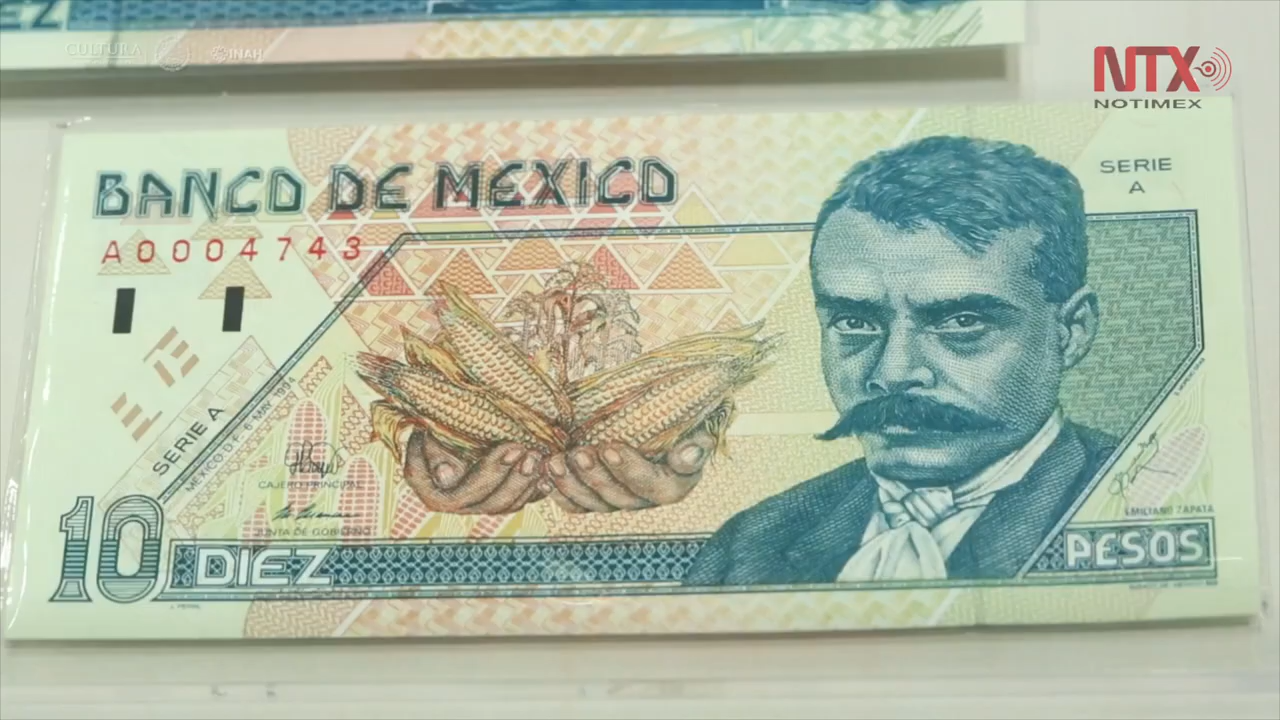 EZ
CULTURA
INAH
NTX
NOTIMEX
BANCO DE MEXICO
SERIE
A
A0004743
SERIE A
MEXICO D.F. 6 MAY. 1994
CAJERO PRINCIPAL
JUNTA DE GOBIERNO
EMILIANO ZAPATA
10
DIEZ
PESOS